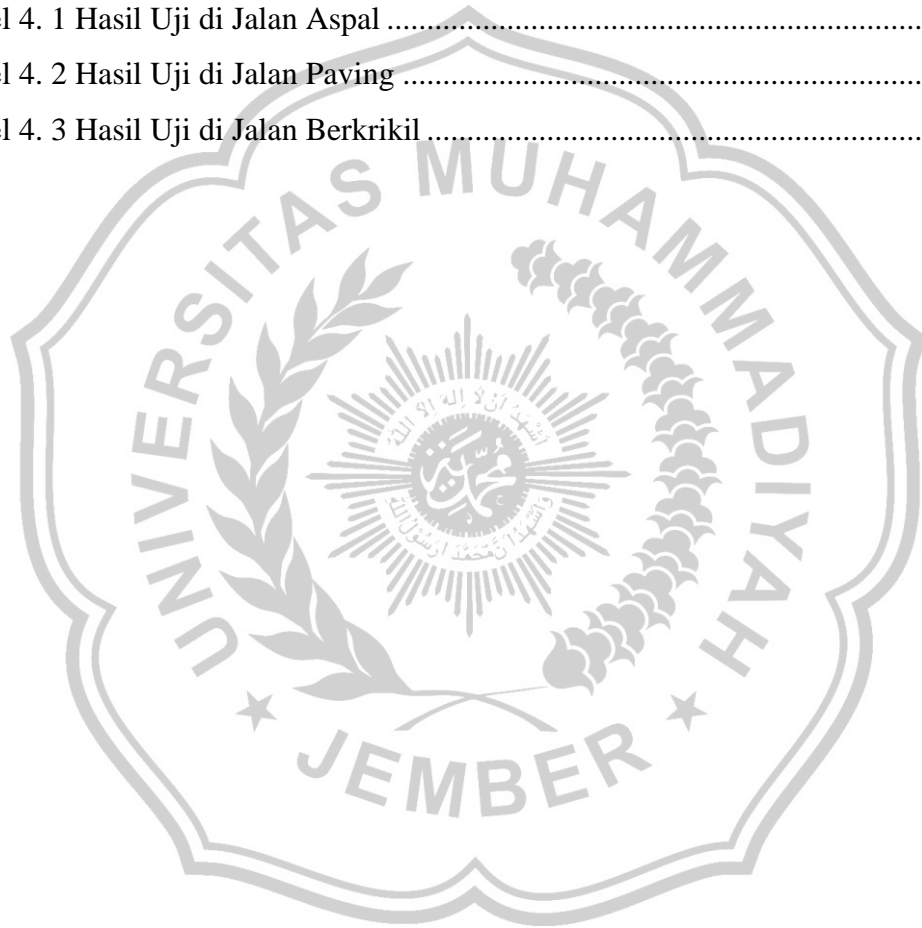 el 4. 1 Hasil Uji di Jalan Aspal ..........................................................................
el 4. 2 Hasil Uji di Jalan Paving ........................................................................
el 4. 3 Hasil Uji di Jalan Berkrikil .....................................................................
UNIVERSITAS MUHAMMADIYAH
JEMBER